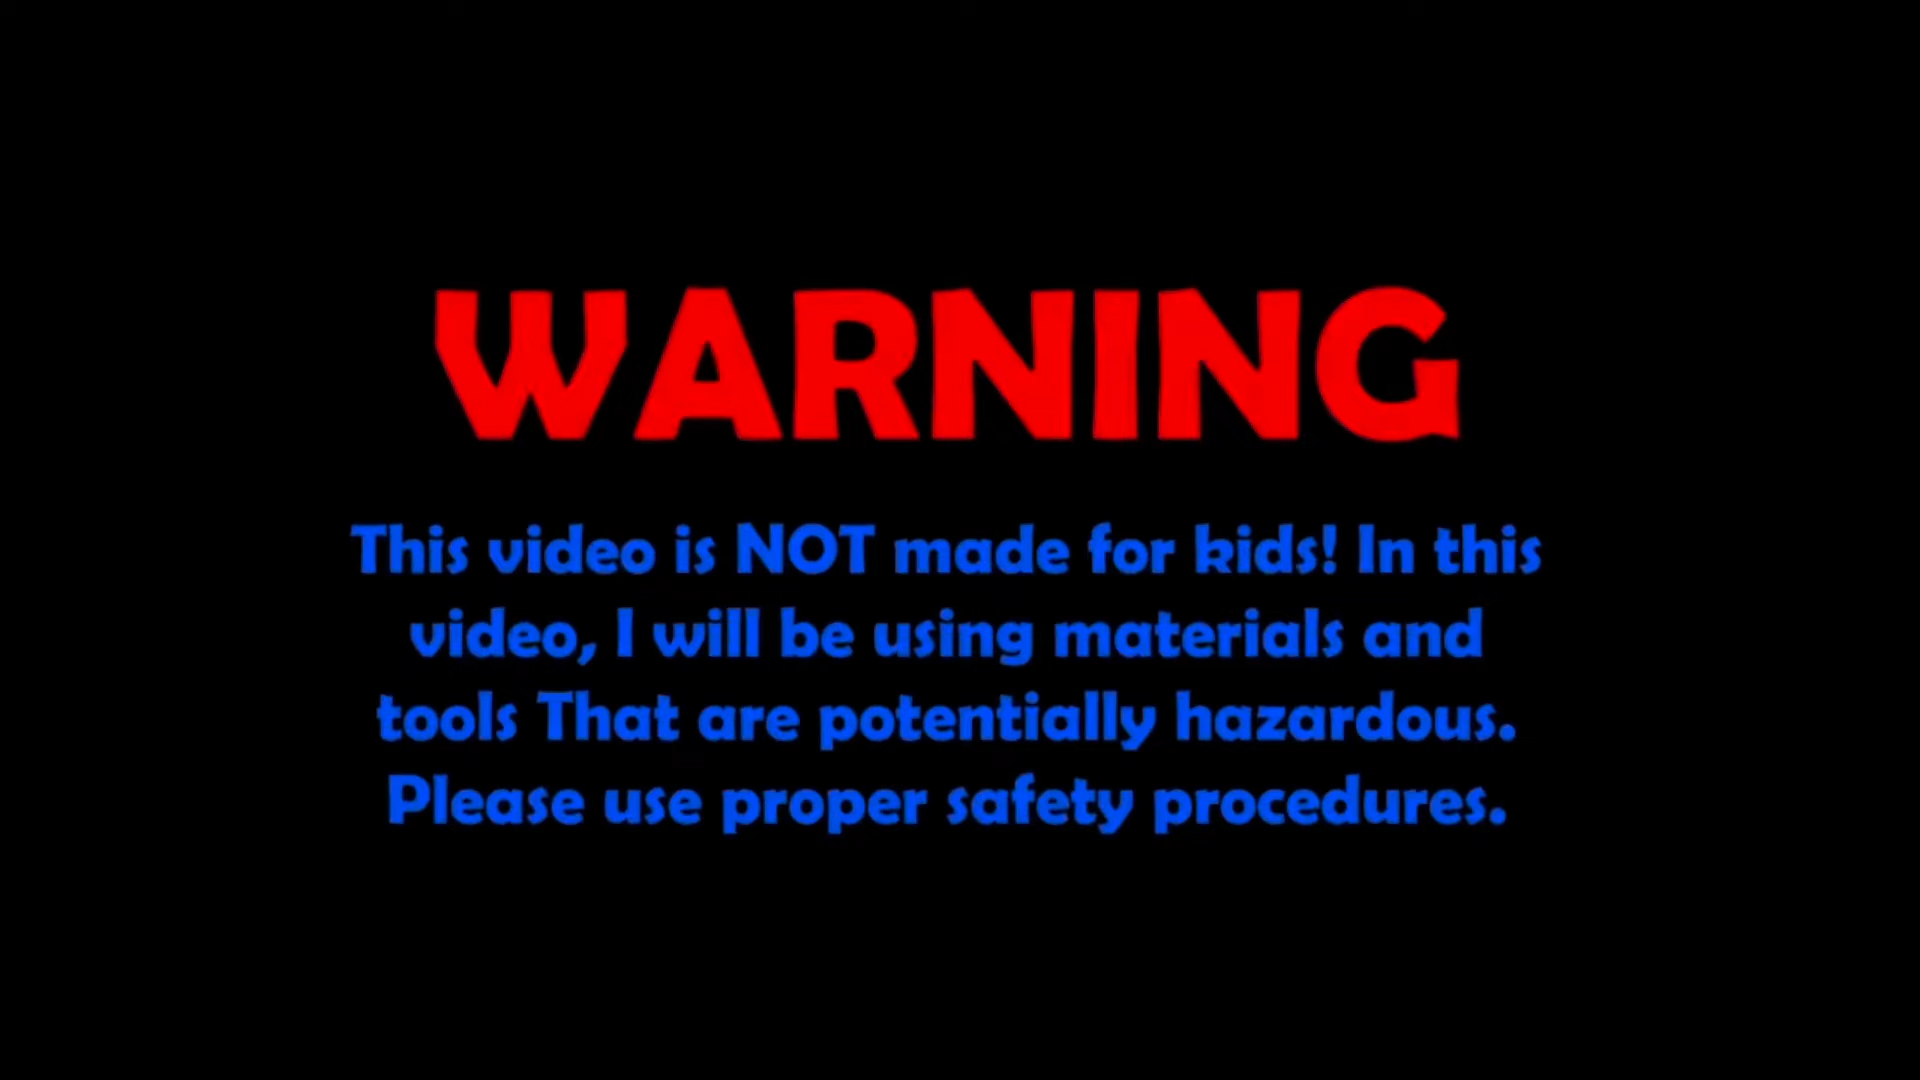 WARNING
This video is NOT made for kids! In this
video, I will be using materials and
tools That are potentially hazardous.
Please use proper safety procedures.